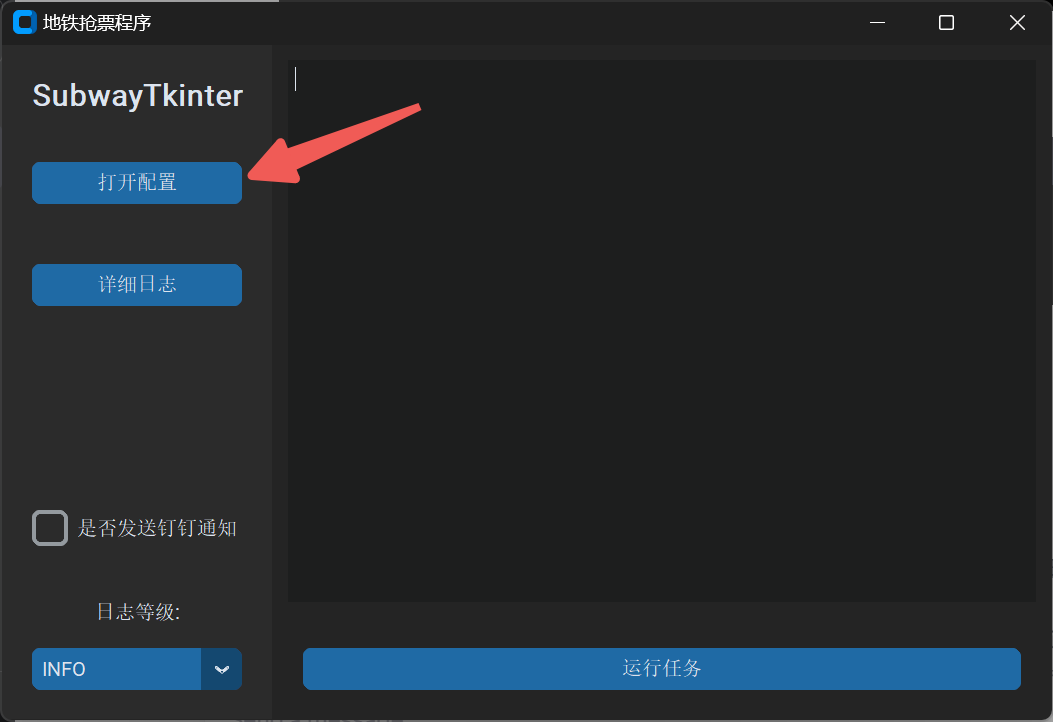 地铁抢票程序
SubwayTkinter
打开配置
详细日志
是否发送钉钉通知
日志等级:
INFO
运行任务